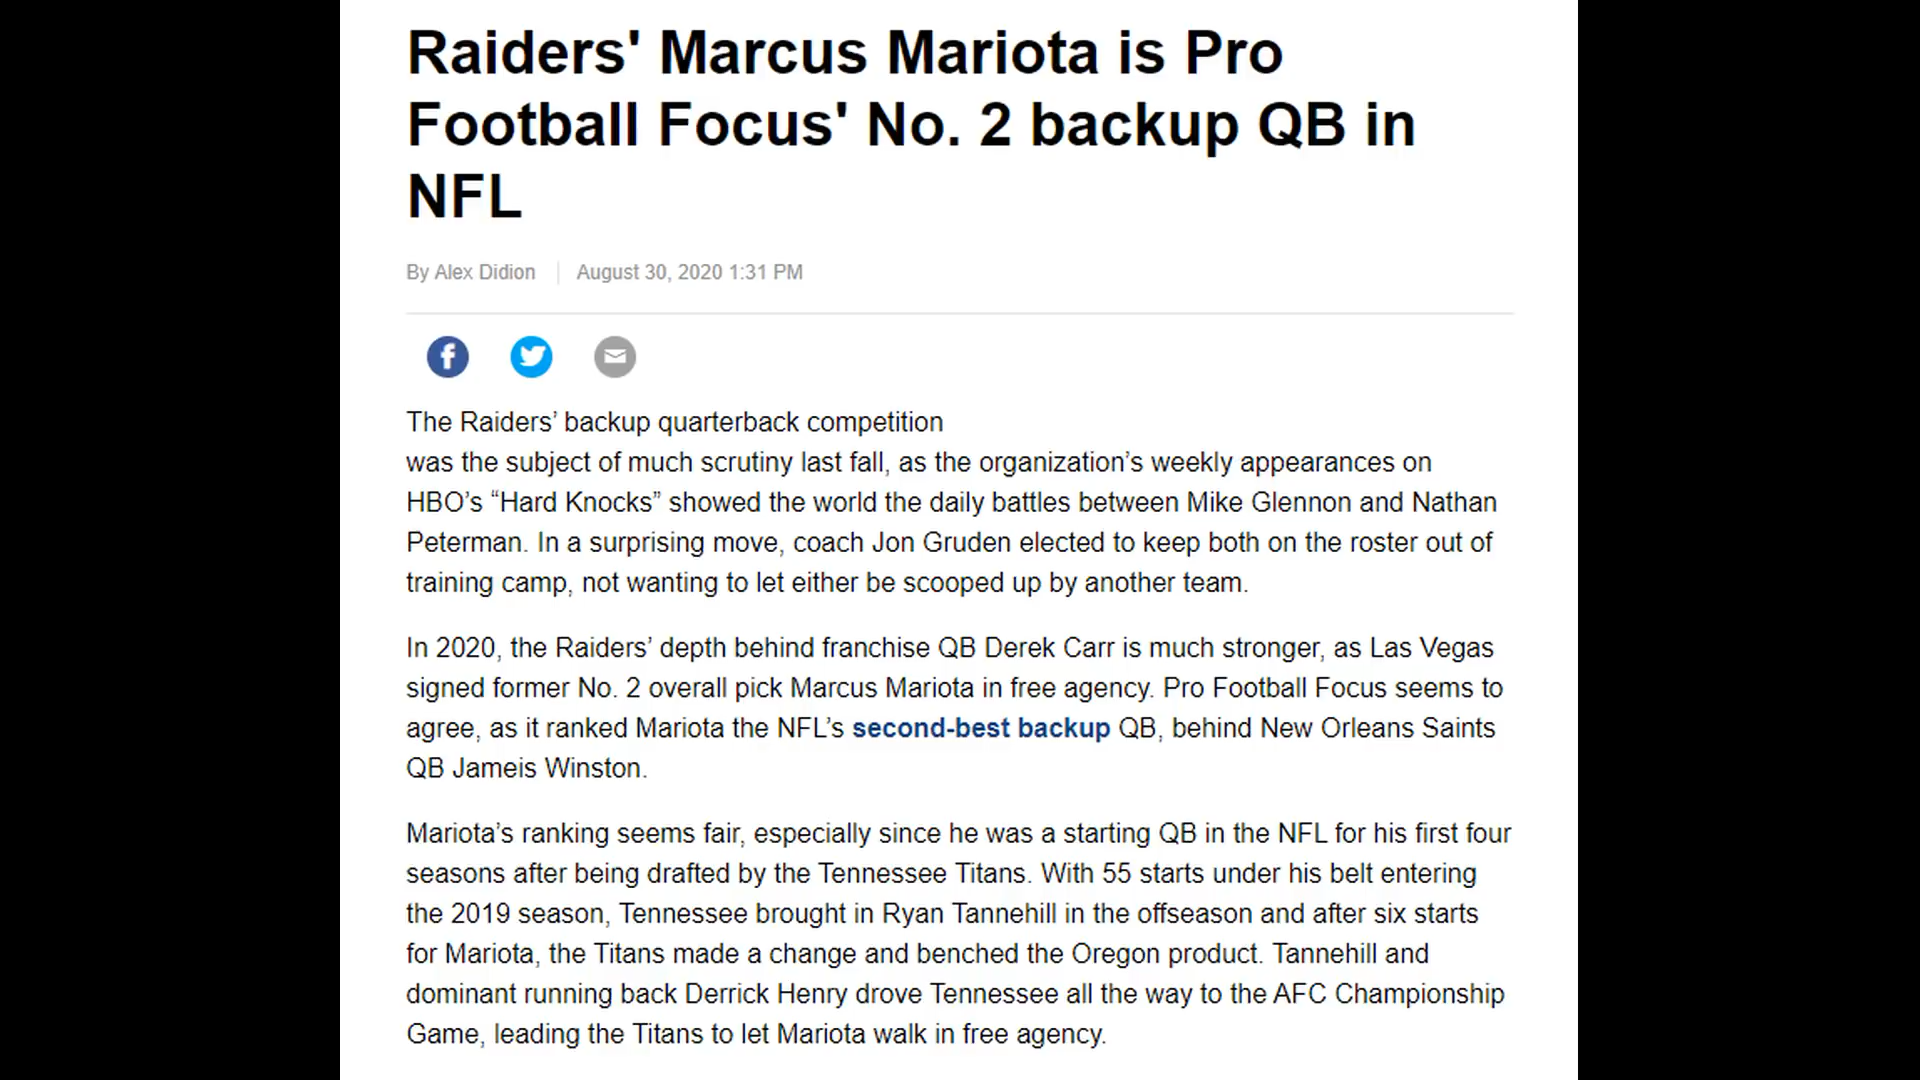 Raiders' Marcus Mariota is Pro
Football Focus' No. 2 backup QB in
NFL
By Alex Didion August 30, 2020 1:31 PM
The Raiders’ backup quarterback competition
was the subject of much scrutiny last fall, as the organization’s weekly appearances on
HBO’s “Hard Knocks” showed the world the daily battles between Mike Glennon and Nathan
Peterman. In a surprising move, coach Jon Gruden elected to keep both on the roster out of
training camp, not wanting to let either be scooped up by another team.
In 2020, the Raiders’ depth behind franchise QB Derek Carr is much stronger, as Las Vegas
signed former No. 2 overall pick Marcus Mariota in free agency. Pro Football Focus seems to
agree, as it ranked Mariota the NFL’s second-best backup QB, behind New Orleans Saints
QB Jameis Winston.
Mariota’s ranking seems fair, especially since he was a starting QB in the NFL for his first four
seasons after being drafted by the Tennessee Titans. With 55 starts under his belt entering
the 2019 season, Tennessee brought in Ryan Tannehill in the offseason and after six starts
for Mariota, the Titans made a change and benched the Oregon product. Tannehill and
dominant running back Derrick Henry drove Tennessee all the way to the AFC Championship
Game, leading the Titans to let Mariota walk in free agency.